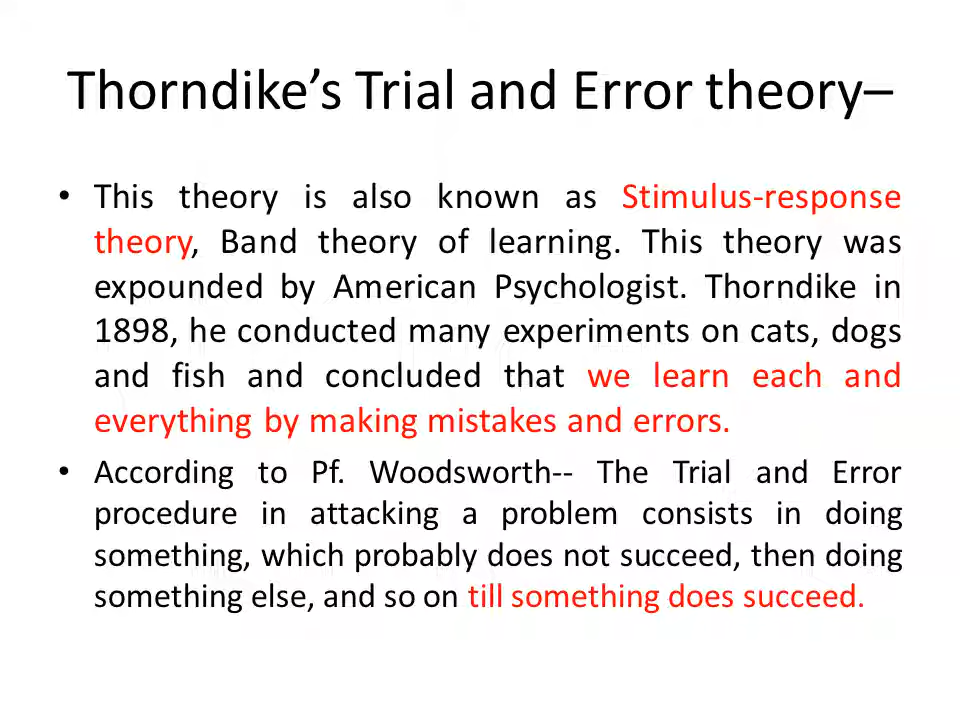 Thorndike’s Trial and Error theory–
• This theory is also known as Stimulus-response
theory, Band theory of learning. This theory was
expounded by American Psychologist. Thorndike in
1898, he conducted many experiments on cats, dogs
and fish and concluded that we learn each and
everything by making mistakes and errors.
• According to Pf. Woodsworth-- The Trial and Error
procedure in attacking a problem consists in doing
something, which probably does not succeed, then doing
something else, and so on till something does succeed.